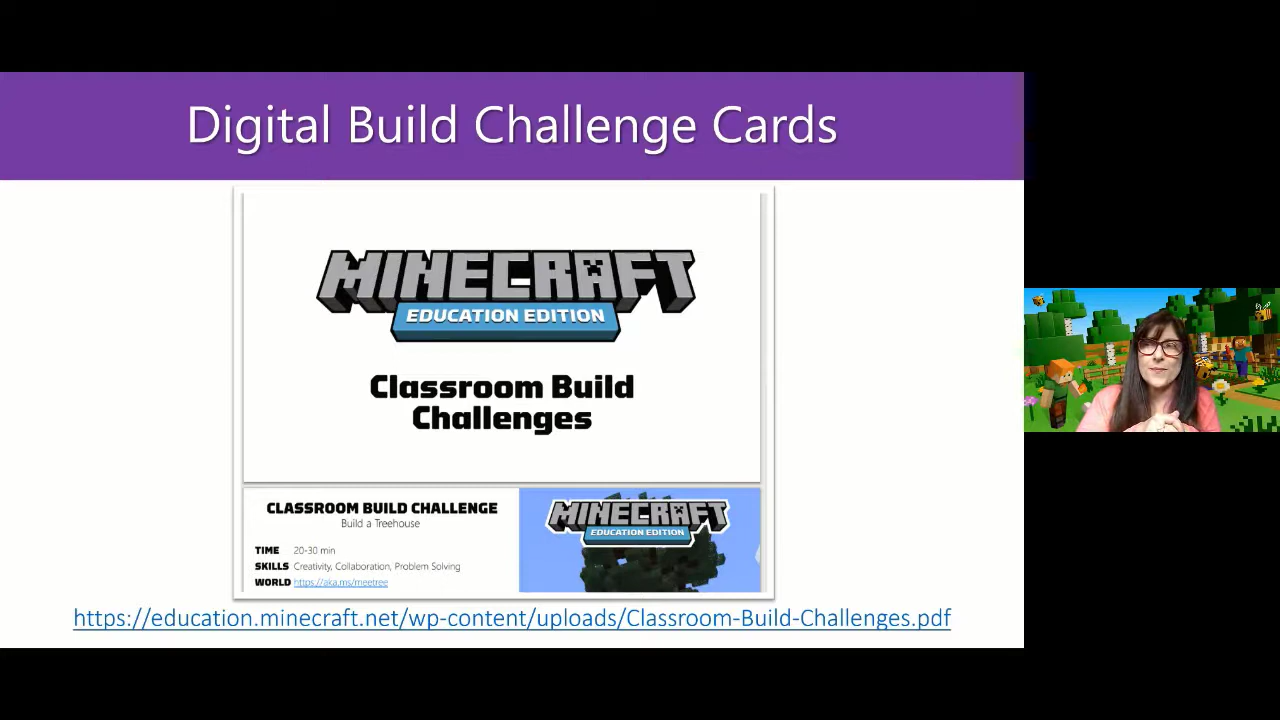 Digital Build Challenge Cards
MINECRAFT
EDUCATION EDITION
Classroom Build
Challenges
CLASSROOM BUILD CHALLENGE
Build a Treehouse
TIME 20-30 min
SKILLS Creativity, Collaboration, Problem Solving
WORLD https://aka.ms/meetree
MINECRAFT
EDUCATION EDITION
https://education.minecraft.net/wp-content/uploads/Classroom-Build-Challenges.pdf